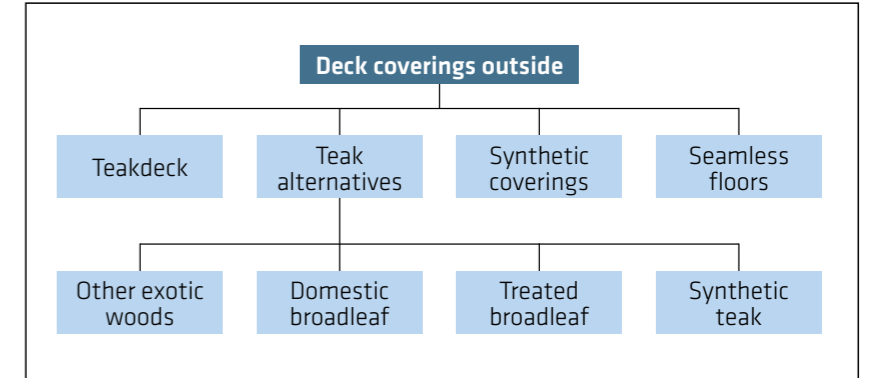 Deck coverings outside
Teakdeck
Teak
alternatives
Synthetic
coverings
Seamless
floors
Other exotic
woods
Domestic
broadleaf
Treated
broadleaf
Synthetic
teak